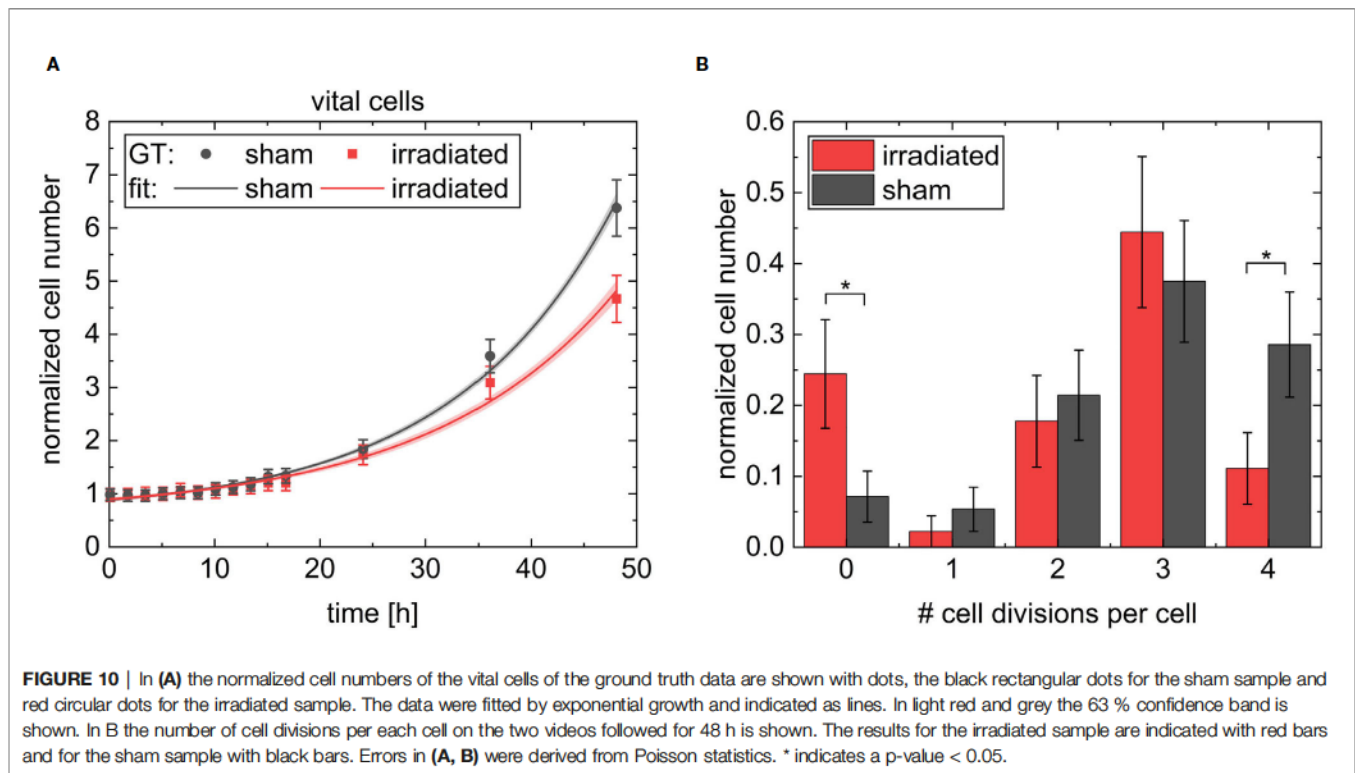 A
vital cells
8
7
6
5
4
3
2
1
0
normalized cell number
GT: sham irradiated
fit: sham irradiated
0 10 20 30 40 50
time [h]
B
0.6
0.5
0.4
0.3
0.2
0.1
0.0
normalized cell number
irradiated
sham
*
*
0 1 2 3 4
# cell divisions per cell
FIGURE 10 | In (A) the normalized cell numbers of the vital cells of the ground truth data are shown with dots, the black rectangular dots for the sham sample and
red circular dots for the irradiated sample. The data were fitted by exponential growth and indicated as lines. In light red and grey the 63 % confidence band is
shown. In B the number of cell divisions per each cell on the two videos followed for 48 h is shown. The results for the irradiated sample are indicated with red bars
and for the sham sample with black bars. Errors in (A, B) were derived from Poisson statistics. * indicates a p-value < 0.05.